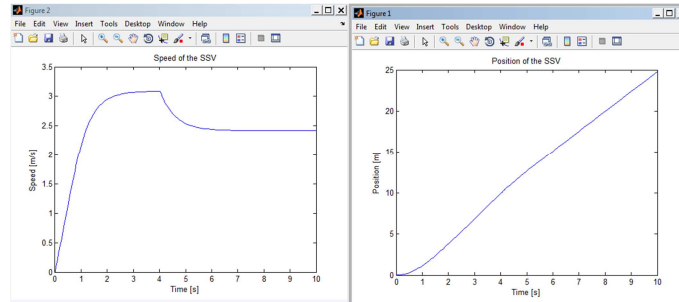 Figure 2
File Edit View Insert Tools Desktop Window Help
Speed of the SSV
3.5
3
2.5
2
1.5
1
0.5
0
Speed [m/s]
0 1 2 3 4 5 6 7 8 9 10
Time [s]
Figure 1
File Edit View Insert Tools Desktop Window Help
Position of the SSV
25
20
15
10
5
0
Position [m[
0 1 2 3 4 5 6 7 8 9 10
Time [s]